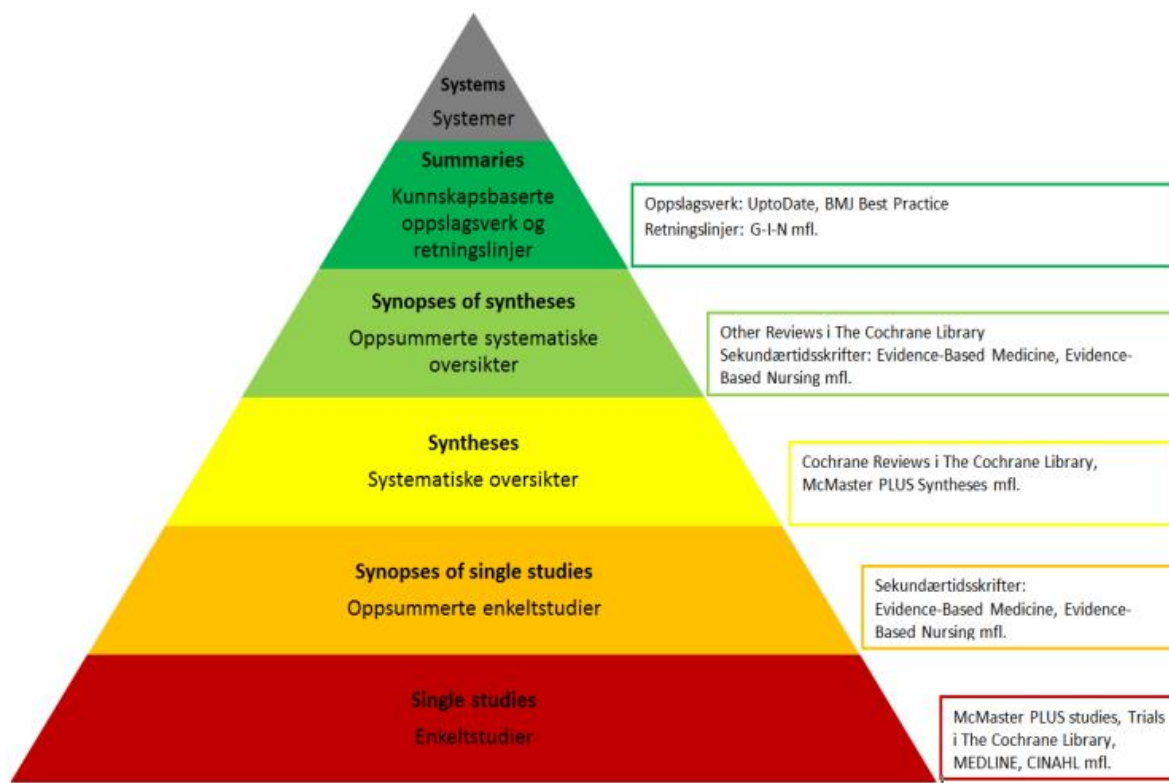 Systems
Systemer
Summaries
Kunnskapsbaserte
oppslagsverk og
retningslinjer
Oppslagsverk: UptoDate, BMJ Best Practice
Retningslinjer: G-I-N mfl.
Synopses of syntheses
Oppsummerte systematiske
oversikter
Other Reviews i The Cochrane Library
Sekundærtidsskrifter: Evidence-Based Medicine, Evidence-
Based Nursing mfl.
Syntheses
Systematiske oversikter
Cochrane Reviews i The Cochrane Library,
McMaster PLUS Syntheses mfl.
Synopses of single studies
Oppsummerte enkeltstudier
Sekundærtidsskrifter:
Evidence-Based Medicine, Evidence-
Based Nursing mfl.
Single studies
Enkeltstudier
McMaster PLUS studies, Trials
i The Cochrane Library,
MEDLINE, CINAHL mfl.